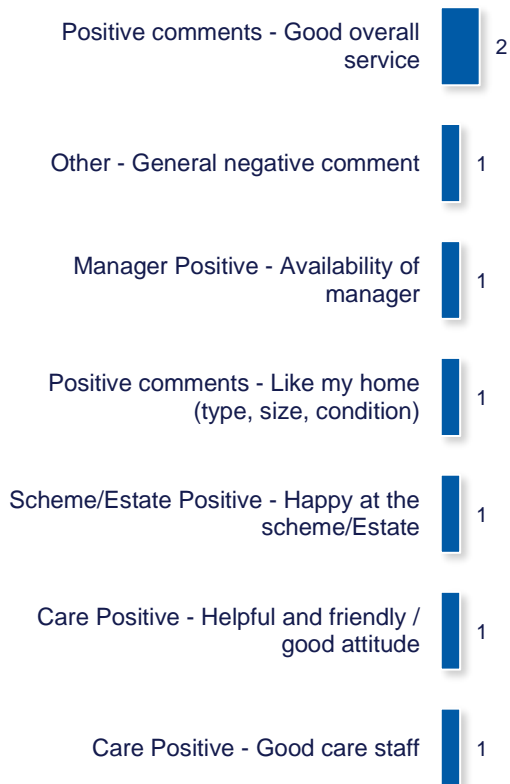 Positive comments - Good overall
service
2
Other - General negative comment
1
Manager Positive - Availability of
manager
1
Positive comments - Like my home
(type, size, condition)
1
Scheme/Estate Positive - Happy at the
scheme/Estate
1
Care Positive - Helpful and friendly /
good attitude
1
Care Positive - Good care staff
1